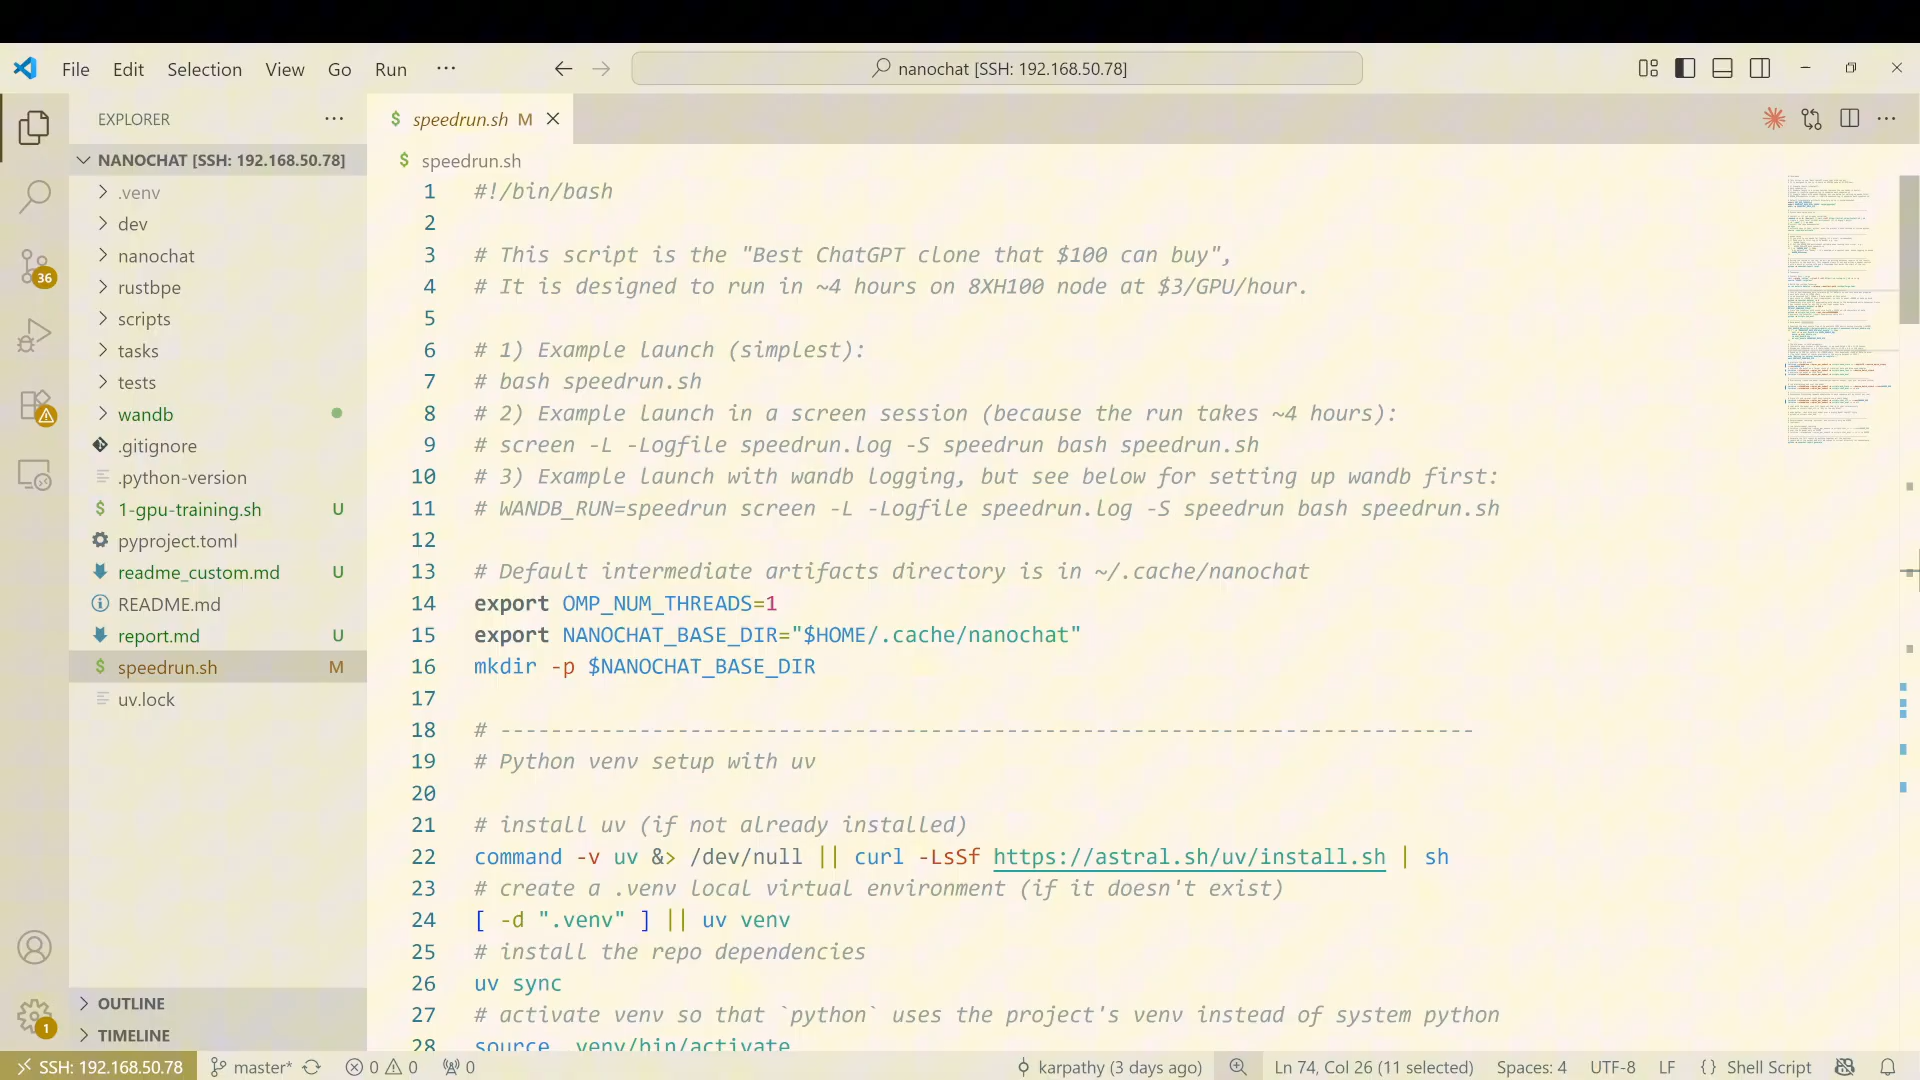 File Edit Selection View Go Run ···
nanochat [SSH: 192.168.50.78]
EXPLORER
NANOCHAT [SSH: 192.168.50.78]
.venv
dev
nanochat
rustbpe
scripts
tasks
tests
wandb
.gitignore
.python-version
1-gpu-training.sh U
pyproject.toml
readme_custom.md U
README.md
report.md U
speedrun.sh M
uv.lock
OUTLINE
TIMELINE
36
1
$ speedrun.sh M
$ speedrun.sh
1 #!/bin/bash
2
3 # This script is the "Best ChatGPT clone that $100 can buy",
4 # It is designed to run in ~4 hours on 8XH100 node at $3/GPU/hour.
5
6 # 1) Example launch (simplest):
7 # bash speedrun.sh
8 # 2) Example launch in a screen session (because the run takes ~4 hours):
9 # screen -L -Logfile speedrun.log -S speedrun bash speedrun.sh
10 # 3) Example launch with wandb logging, but see below for setting up wandb first:
11 # WANDB_RUN=speedrun screen -L -Logfile speedrun.log -S speedrun bash speedrun.sh
12
13 # Default intermediate artifacts directory is in ~/.cache/nanochat
14 export OMP_NUM_THREADS=1
15 export NANOCHAT_BASE_DIR="$HOME/.cache/nanochat"
16 mkdir -p $NANOCHAT_BASE_DIR
17
18 # -----------------------------------------------------------------------------
19 # Python venv setup with uv
20
21 # install uv (if not already installed)
22 command -v uv &> /dev/null || curl -LsSf https://astral.sh/uv/install.sh | sh
23 # create a .venv local virtual environment (if it doesn't exist)
24 [ -d ".venv" ] || uv venv
25 # install the repo dependencies
26 uv sync
27 # activate venv so that `python` uses the project's venv instead of system python
28 source .venv/bin/activate
SSH: 192.168.50.78 master* 0 0 0 karpathy (3 days ago) Ln 74, Col 26 (11 selected) Spaces: 4 UTF-8 LF {} Shell Script